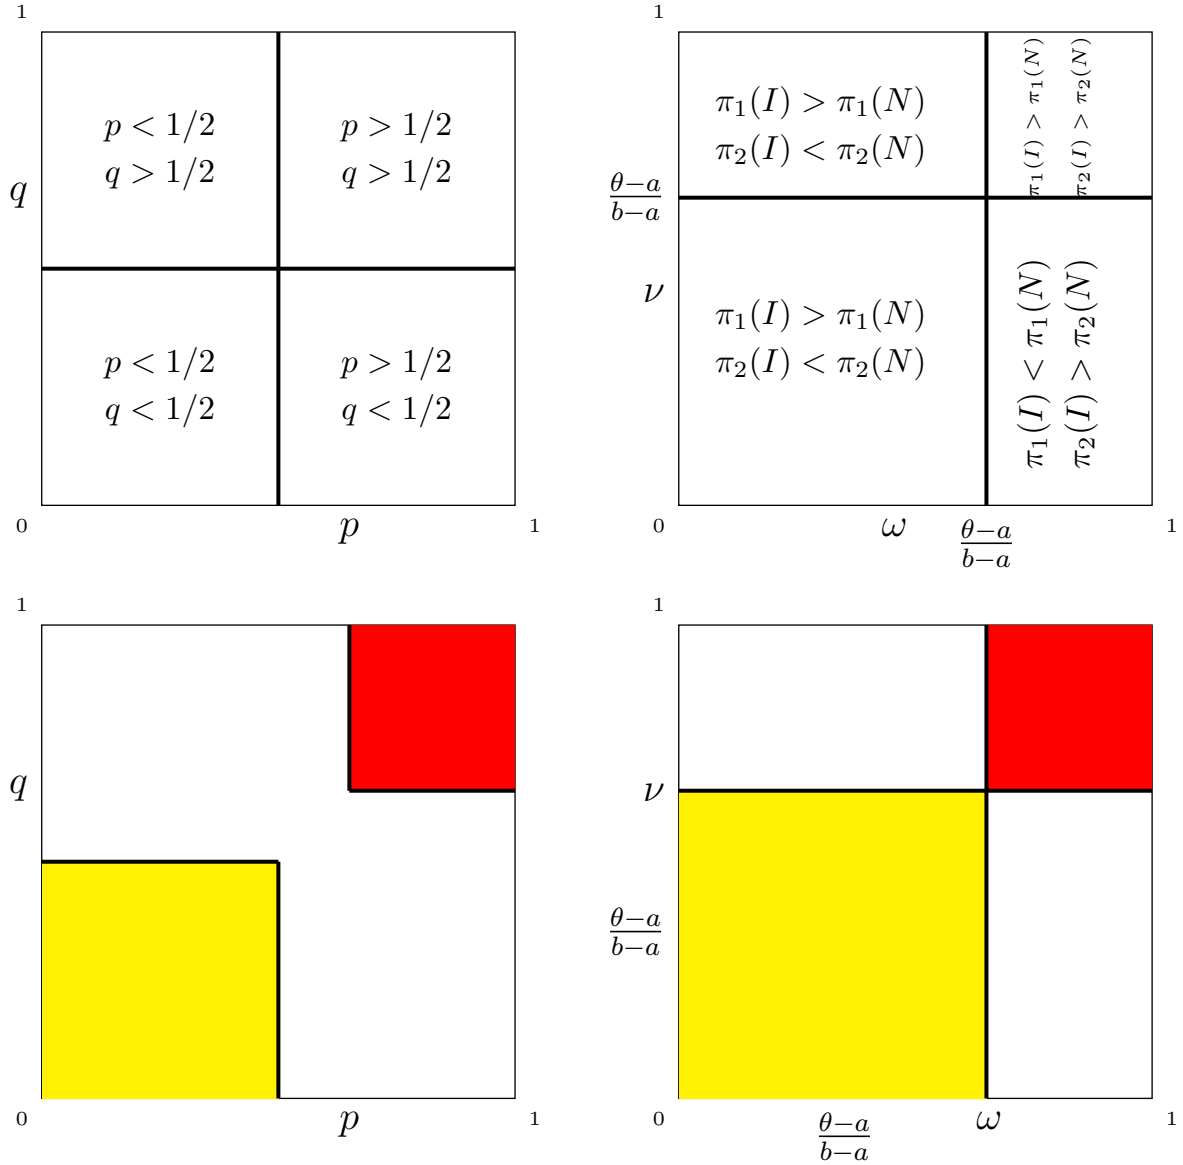 1
p < 1/2
q > 1/2
p > 1/2
q > 1/2
q
p < 1/2
q < 1/2
p > 1/2
q < 1/2
0
p
1
1
π₁(I) > π₁(N)
π₂(I) < π₂(N)
π₁(I) > π₁(N)
π₂(I) > π₂(N)
θ−a
b−a
ν
π₁(I) > π₁(N)
π₂(I) < π₂(N)
π₁(I) < π₁(N)
π₂(I) > π₂(N)
0
ω
θ−a
b−a
1
1
q
0
p
1
1
ν
θ−a
b−a
0
θ−a
b−a
ω
1